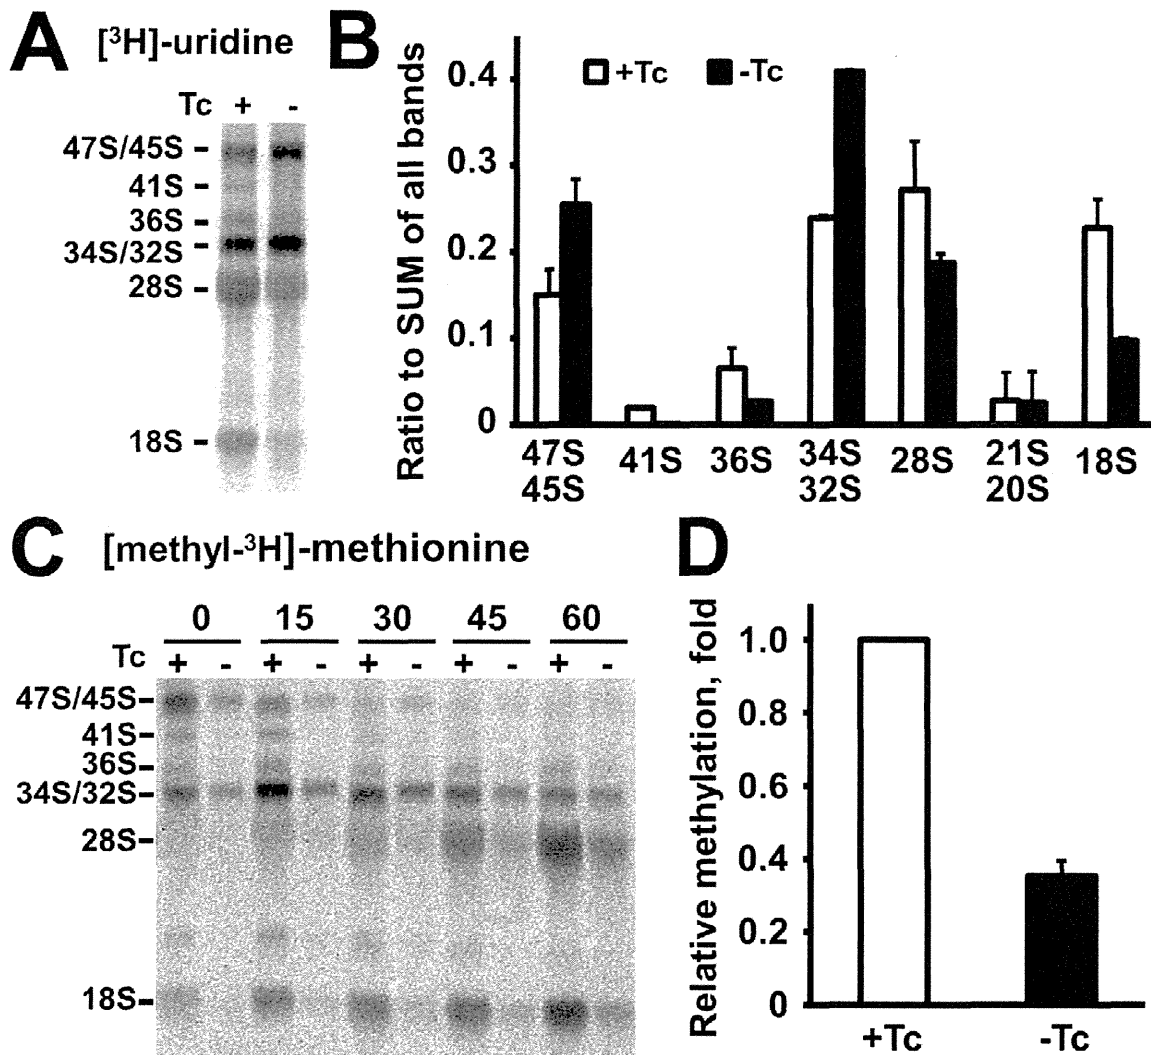 A [³H]-uridine
Tc + -
47S/45S
41S
36S
34S/32S
28S
18S
B
Ratio to SUM of all bands
+Tc -Tc
0.4
0.3
0.2
0.1
0
47S 41S 36S 34S 28S 21S 18S
45S 32S 20S
C [methyl-³H]-methionine
0 15 30 45 60
Tc + - + - + - + - + -
47S/45S
41S
36S
34S/32S
28S
18S
D
Relative methylation, fold
1.0
0.8
0.6
0.4
0.2
0
+Tc -Tc